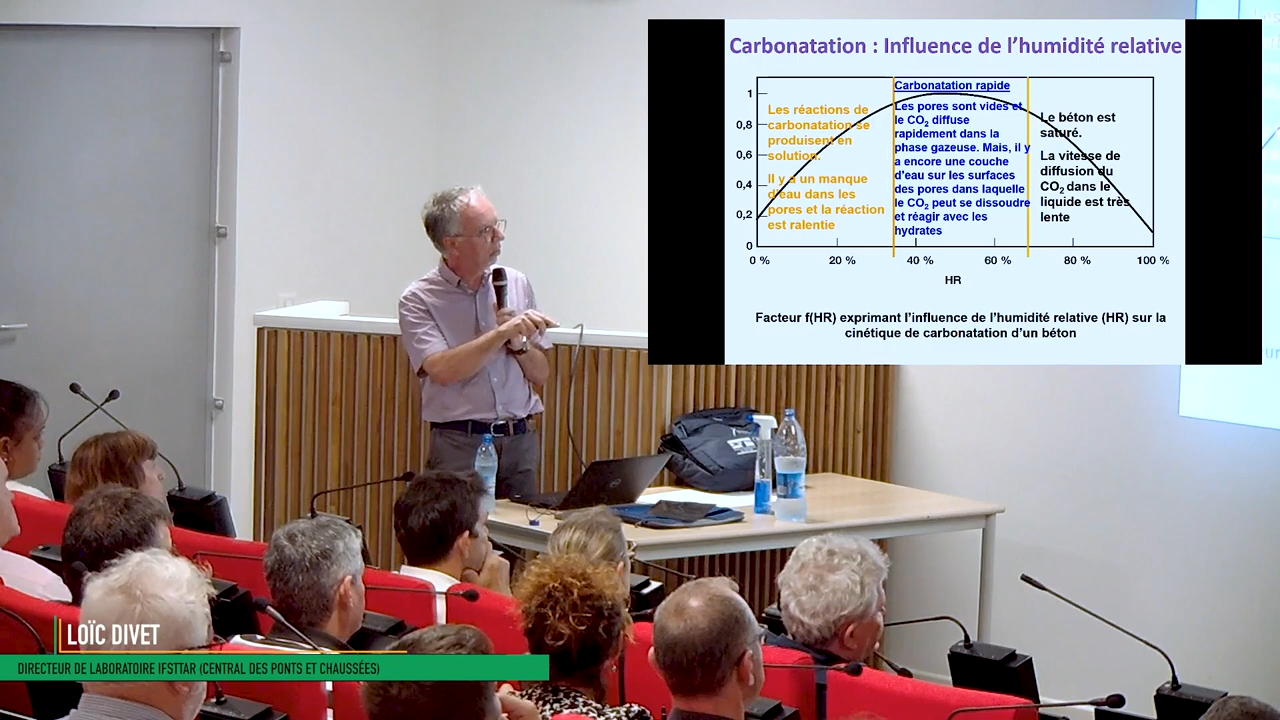 Carbonatation : Influence de l'humidité relative
Carbonatation rapide
1
0,8
0,6
0,4
0,2
0
Les réactions de
carbonatation se
produisent en
solution.
Il y a un manque
d'eau dans les
pores et la réaction
est ralentie
Les pores sont vides et
le CO2 diffuse
rapidement dans la
phase gazeuse. Mais, il y
a encore une couche
d'eau sur les surfaces
des pores dans laquelle
le CO2 peut se dissoudre
et réagir avec les
hydrates
Le béton est
saturé.
La vitesse de
diffusion du
CO2 dans le
liquide est très
lente
0 % 20 % 40 % 60 % 80 % 100 %
HR
Facteur f(HR) exprimant l'influence de l'humidité relative (HR) sur la
cinétique de carbonatation d'un béton
LOÏC DIVET
DIRECTEUR DE LABORATOIRE IFSTTAR (CENTRAL DES PONTS ET CHAUSSÉES)